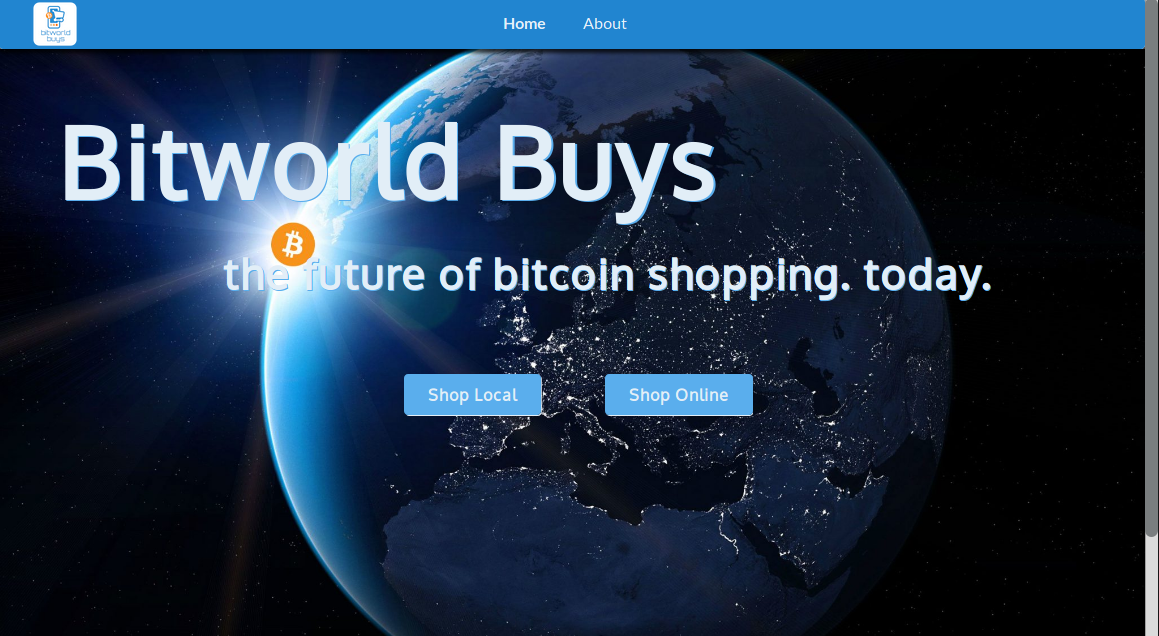 bitworld
buys
Home
About
Bitworld Buys
the future of bitcoin shopping. today.
Shop Local
Shop Online